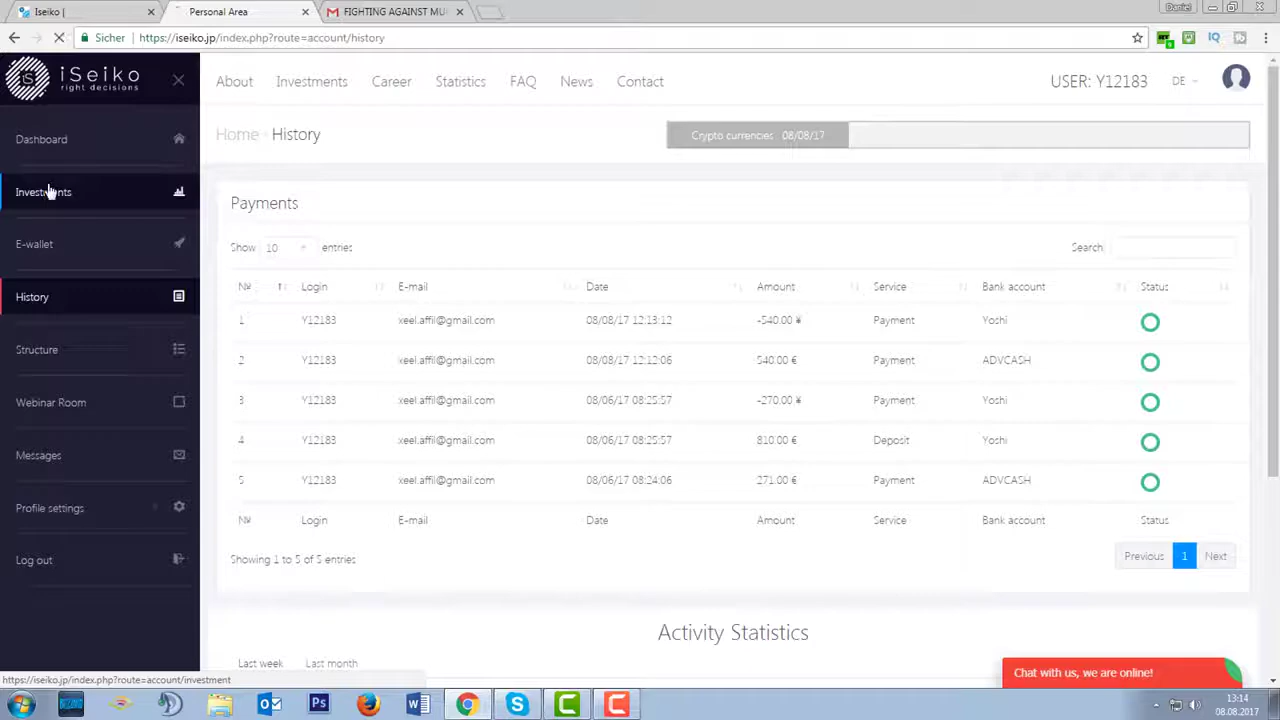 iSeiko (
Personal Area
FIGHTING AGAINST MU
Daniel
Sicher
https://iseiko.jp/index.php?route=account/history
iS iSeiko
right decisions
About
Investments
Career
Statistics
FAQ
News
Contact
USER: Y12183
DE
Dashboard
Investments
E-wallet
History
Structure
Webinar Room
Messages
Profile settings
Log out
Home History
Crypto currencies 08/08/17
Payments
Show 10 entries
Search:
№ Login E-mail Date Amount Service Bank account Status
1 Y12183 xeel.affil@gmail.com 08/08/17 12:13:12 -540.00 ¥ Payment Yoshi
2 Y12183 xeel.affil@gmail.com 08/08/17 12:12:06 540.00 € Payment ADVCASH
3 Y12183 xeel.affil@gmail.com 08/06/17 08:25:57 -270.00 ¥ Payment Yoshi
4 Y12183 xeel.affil@gmail.com 08/06/17 08:25:57 810.00 € Deposit Yoshi
5 Y12183 xeel.affil@gmail.com 08/06/17 08:24:06 271.00 € Payment ADVCASH
№ Login E-mail Date Amount Service Bank account Status
Showing 1 to 5 of 5 entries
Previous 1 Next
Activity Statistics
Last week Last month
Chat with us, we are online!
https://iseiko.jp/index.php?route=account/investment
13:14
08.08.2017